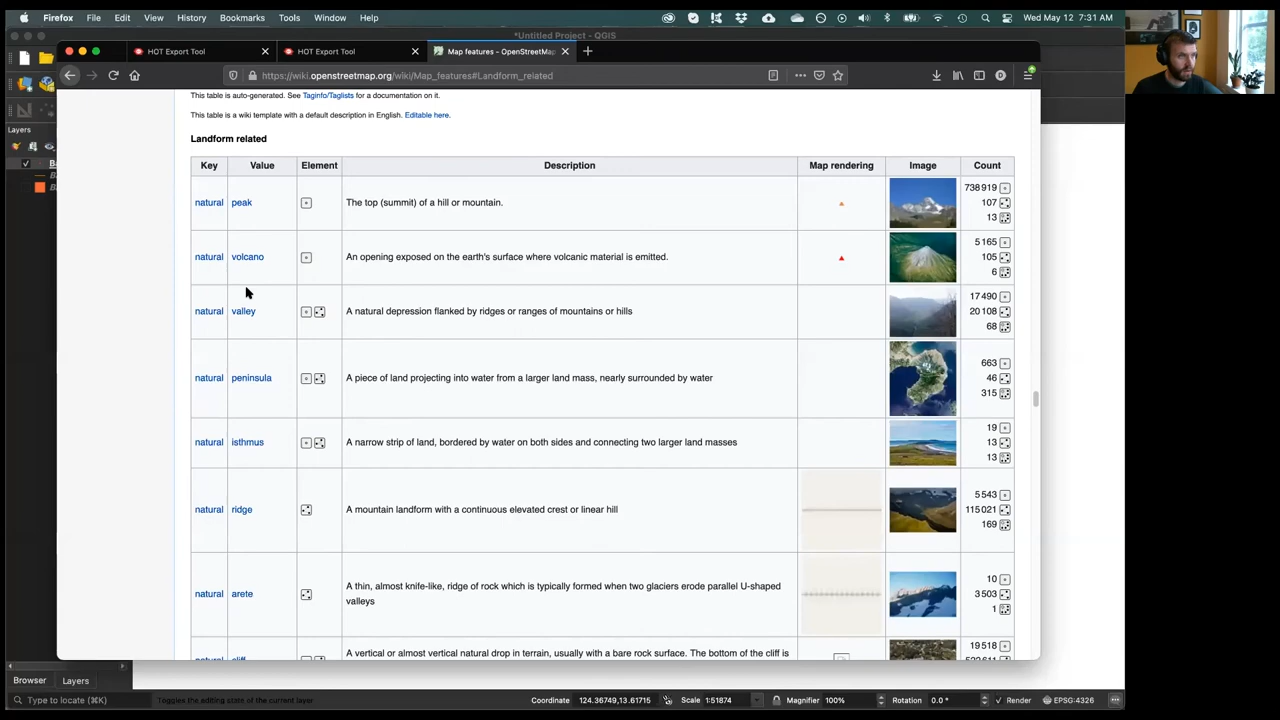 Firefox File Edit View History Bookmarks Tools Window Help Wed May 12 7:31 AM
*Untitled Project — QGIS
HOT Export Tool HOT Export Tool Map features - OpenStreetMap
https://wiki.openstreetmap.org/wiki/Map_features#Landform_related
This table is auto-generated. See Taginfo/Taglists for a documentation on it.
This table is a wiki template with a default description in English. Editable here.
Layers
Landform related
Key Value Element Description Map rendering Image Count
natural peak The top (summit) of a hill or mountain. 738 919
107
13
natural volcano An opening exposed on the earth's surface where volcanic material is emitted. 5 165
105
6
natural valley A natural depression flanked by ridges or ranges of mountains or hills 17 490
20 108
68
natural peninsula A piece of land projecting into water from a larger land mass, nearly surrounded by water 663
46
315
natural isthmus A narrow strip of land, bordered by water on both sides and connecting two larger land masses 19
13
13
natural ridge A mountain landform with a continuous elevated crest or linear hill 5 543
115 021
169
natural arete A thin, almost knife-like, ridge of rock which is typically formed when two glaciers erode parallel U-shaped
valleys 10
3 503
1
natural cliff A vertical or almost vertical natural drop in terrain, usually with a bare rock surface. The bottom of the cliff is 19 518
Browser Layers
Type to locate (⌘K) Toggles the editing state of the current layer Coordinate 124.36749,13.61715 Scale 1:51874 Magnifier 100% Rotation 0.0 ° Render EPSG:4326